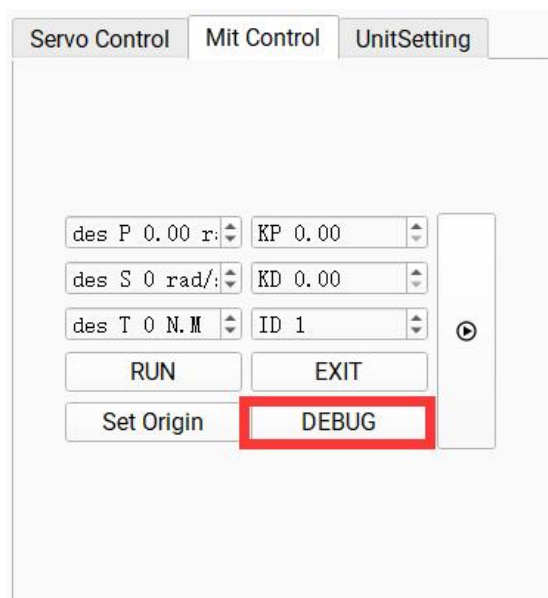 Servo Control Mit Control UnitSetting
des P 0.00 r KP 0.00
des S 0 rad/ KD 0.00
des T 0 N.M ID 1
RUN EXIT
Set Origin DEBUG